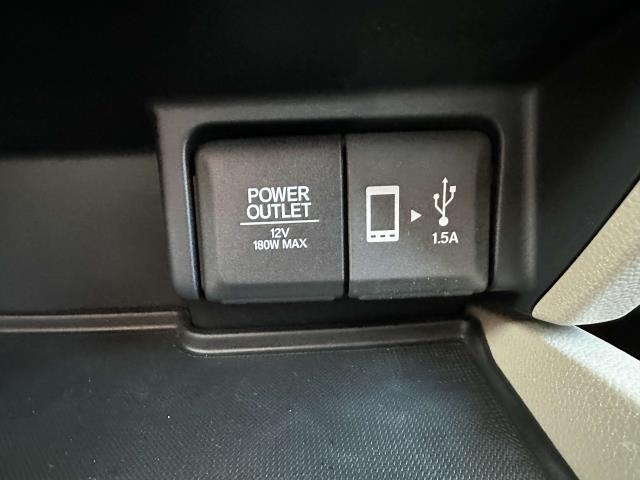 POWER
OUTLET
12V
180W MAX
1.5A